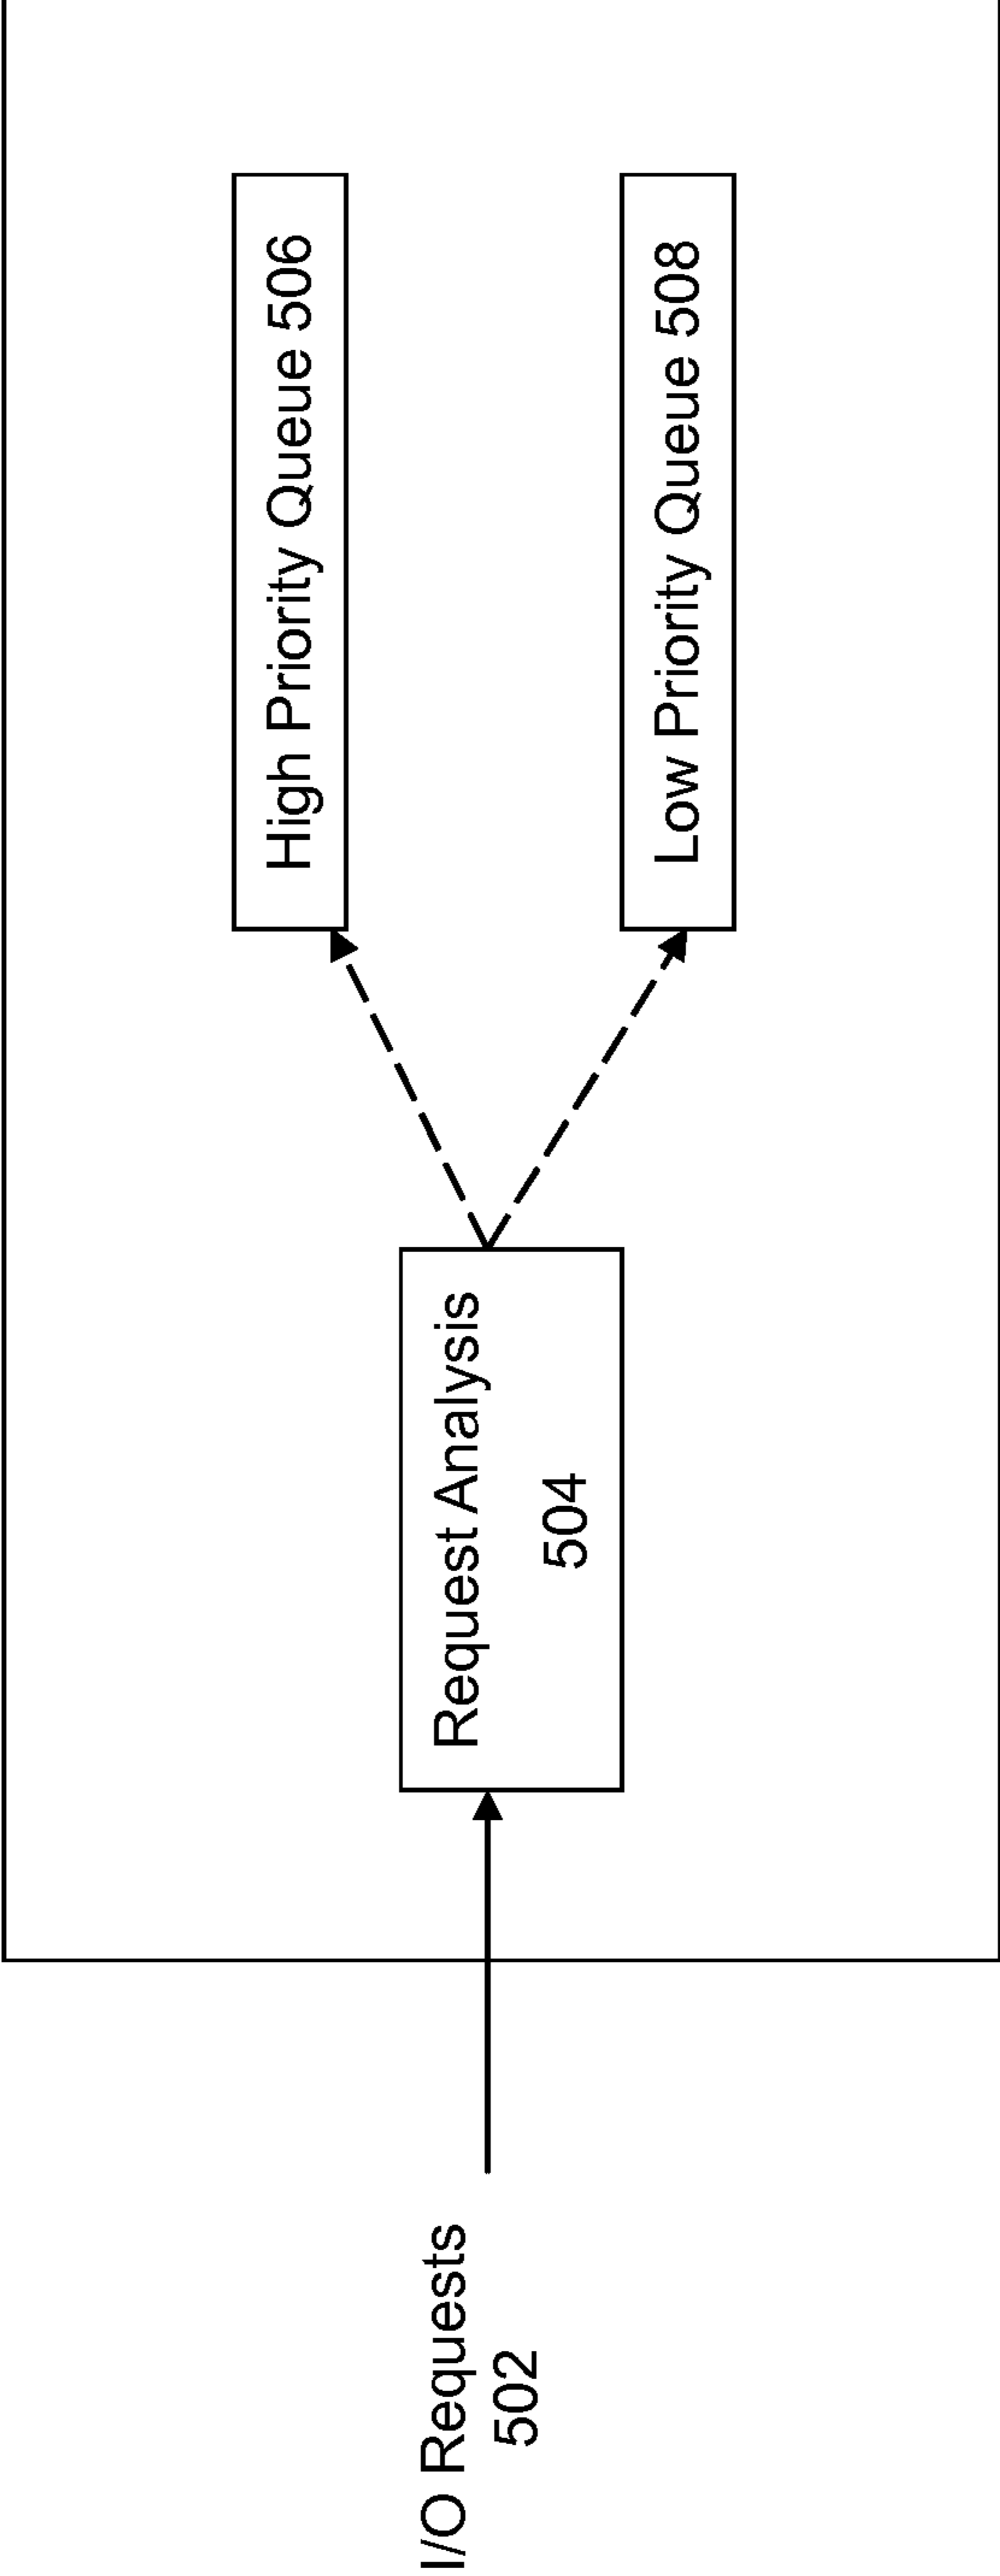 I/O Requests
502
Request Analysis
504
High Priority Queue 506
Low Priority Queue 508